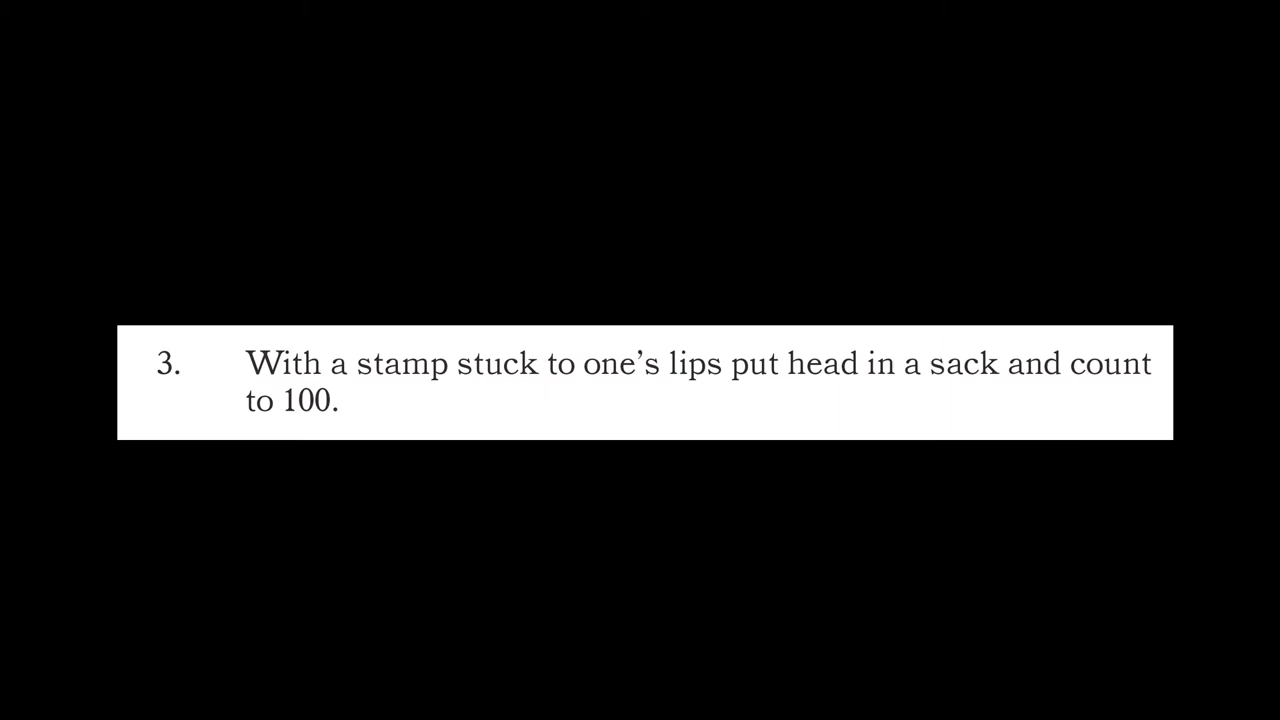 3. With a stamp stuck to one’s lips put head in a sack and count
to 100.